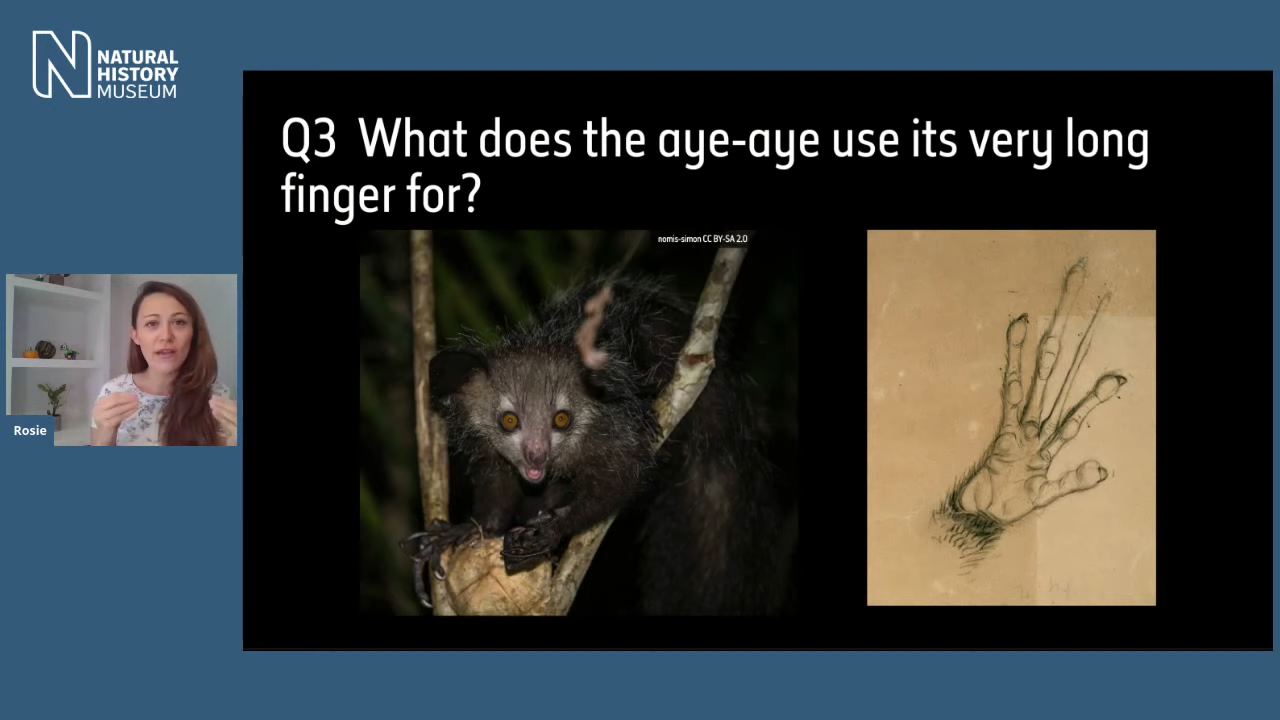 NATURAL
HISTORY
MUSEUM
Q3 What does the aye-aye use its very long
finger for?
nomis-simon CC BY-SA 2.0
Rosie